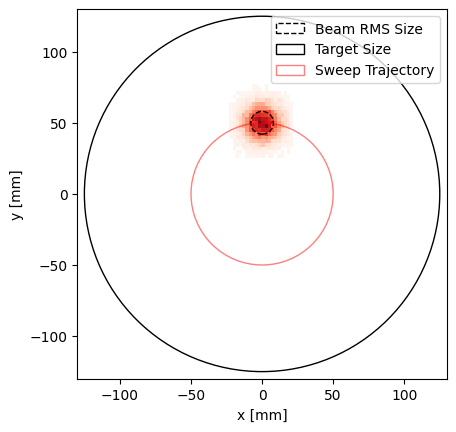 Beam RMS Size
Target Size
Sweep Trajectory
100
50
0
−50
−100
y [mm]
−100 −50 0 50 100
x [mm]